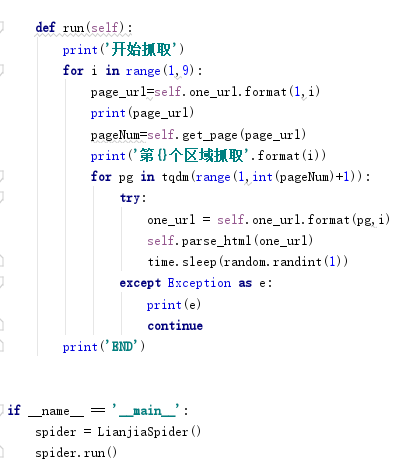 def run(self):
    print('开始抓取')
    for i in range(1,9):
        page_url=self.one_url.format(1,i)
        print(page_url)
        pageNum=self.get_page(page_url)
        print('第{}个区域抓取'.format(i))
        for pg in tqdm(range(1,int(pageNum)+1)):
            try:
                one_url = self.one_url.format(pg,i)
                self.parse_html(one_url)
                time.sleep(random.randint(1))
            except Exception as e:
                print(e)
                continue
    print('END')
if __name__ == '__main__':
    spider = LianjiaSpider()
    spider.run()